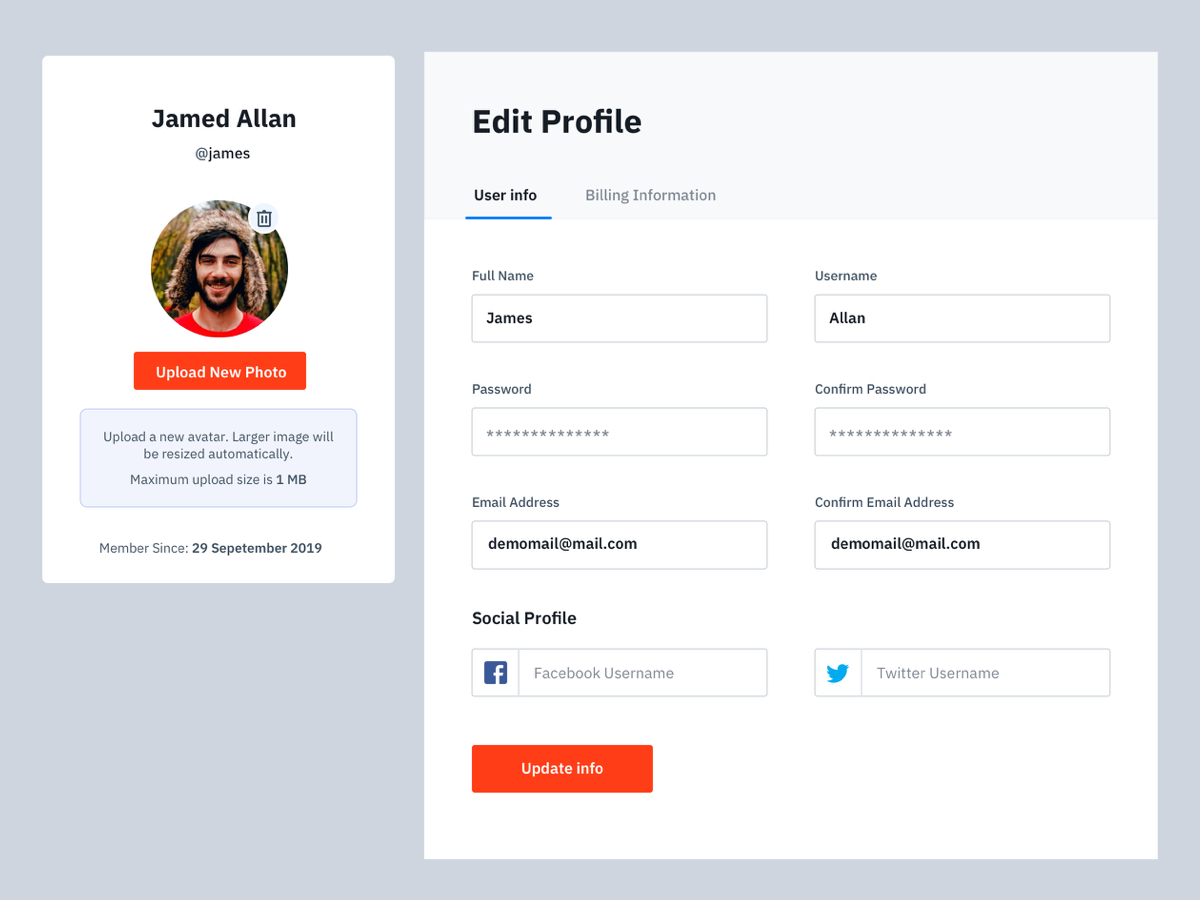 Jamed Allan
@james
Upload New Photo
Upload a new avatar. Larger image will
be resized automatically.
Maximum upload size is 1 MB
Member Since: 29 Sepetember 2019
Edit Profile
User info
Billing Information
Full Name
Username
James
Allan
Password
Confirm Password
**************
**************
Email Address
Confirm Email Address
demomail@mail.com
demomail@mail.com
Social Profile
Facebook Username
Twitter Username
Update info